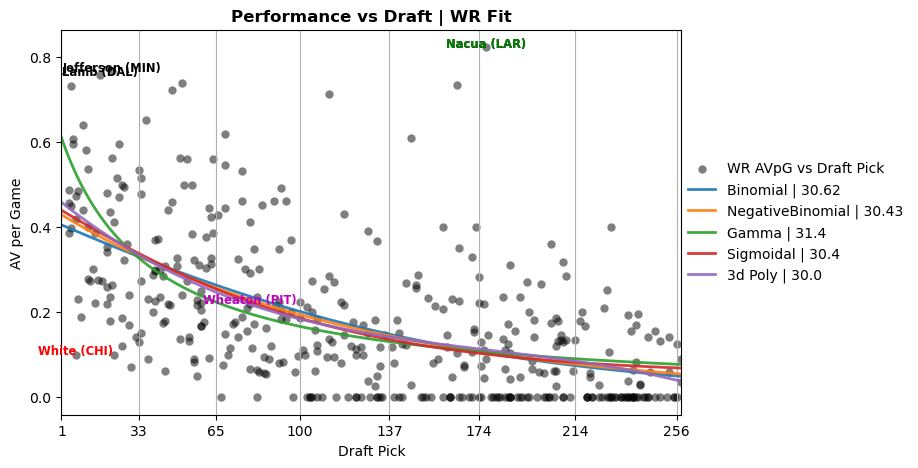 Performance vs Draft | WR Fit
AV per Game
0.8
0.6
0.4
0.2
0.0
Nacua (LAR)
Jefferson (MIN)
Lamb (DAL)
Wheaton (PIT)
White (CHI)
1 33 65 100 137 174 214 256
Draft Pick
WR AVpG vs Draft Pick
Binomial | 30.62
NegativeBinomial | 30.43
Gamma | 31.4
Sigmoidal | 30.4
3d Poly | 30.0